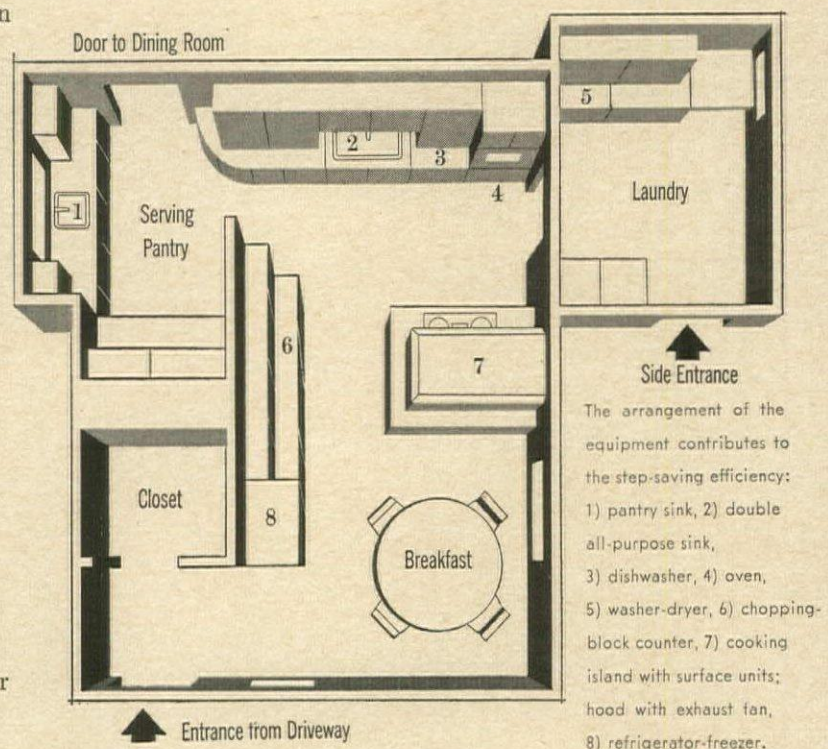 n
Door to Dining Room
5
2
3
4
1
Serving
Pantry
Laundry
6
7
Side Entrance
Closet
8
Breakfast
r
Entrance from Driveway
The arrangement of the
equipment contributes to
the step-saving efficiency:
1) pantry sink, 2) double
all-purpose sink,
3) dishwasher, 4) oven,
5) washer-dryer, 6) chopping-
block counter, 7) cooking
island with surface units;
hood with exhaust fan,
8) refrigerator-freezer.